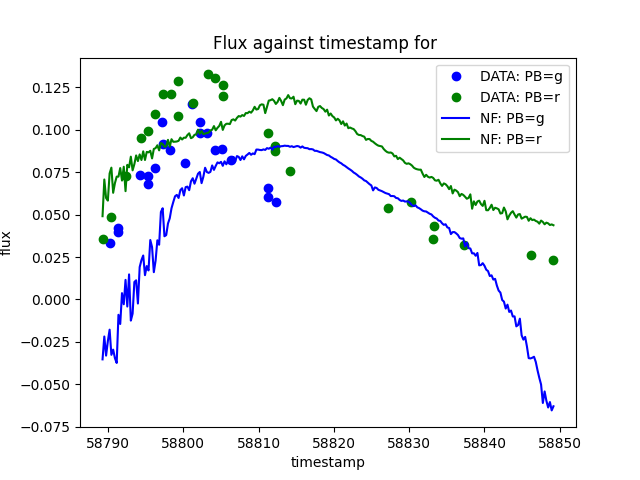 Flux against timestamp for
DATA: PB=g
DATA: PB=r
NF: PB=g
NF: PB=r
flux
0.125
0.100
0.075
0.050
0.025
0.000
−0.025
−0.050
−0.075
58790 58800 58810 58820 58830 58840 58850
timestamp